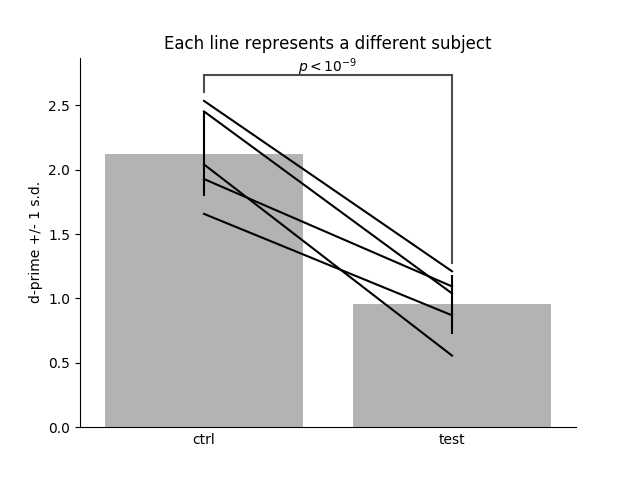 Each line represents a different subject
p < 10⁻⁹
d-prime +/- 1 s.d.
2.5
2.0
1.5
1.0
0.5
0.0
ctrl test